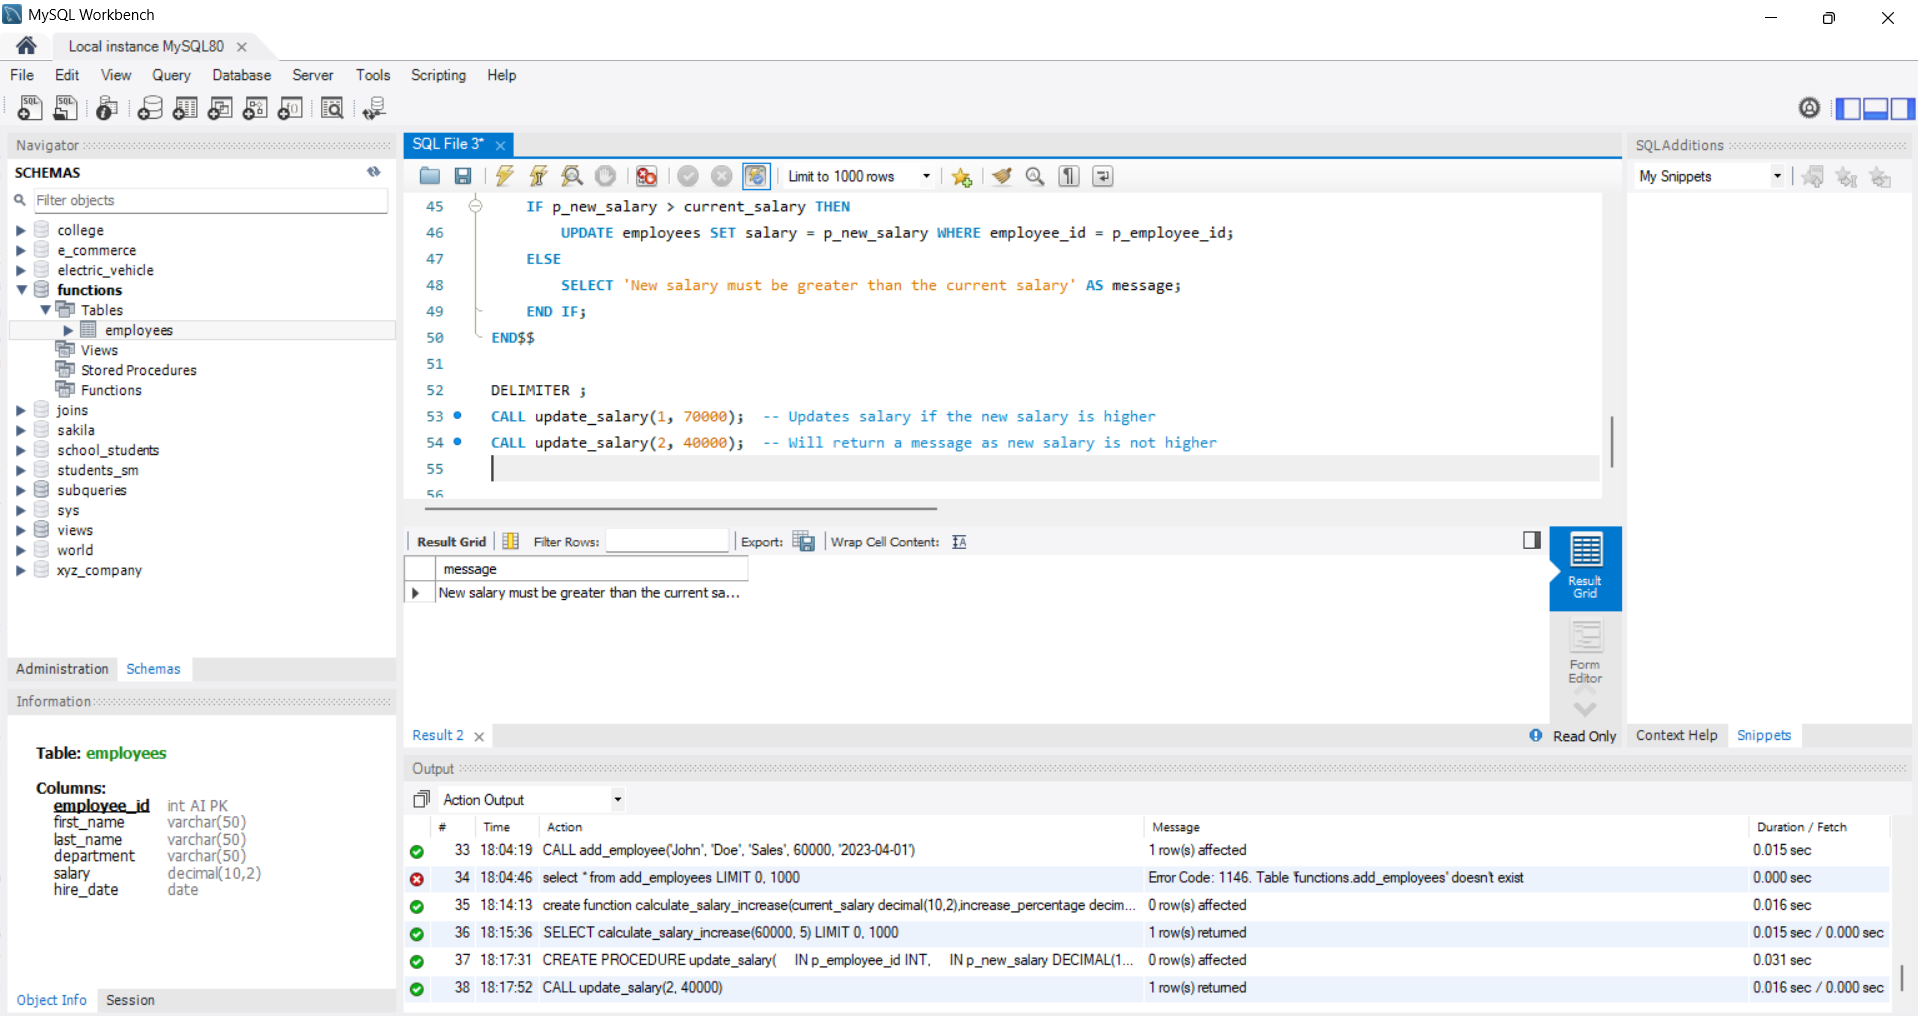 MySQL Workbench
Local instance MySQL80
File Edit View Query Database Server Tools Scripting Help
Navigator
SCHEMAS
Filter objects
college
e_commerce
electric_vehicle
functions
Tables
employees
Views
Stored Procedures
Functions
joins
sakila
school_students
students_sm
subqueries
sys
views
world
xyz_company
Administration Schemas
Information
Table: employees
Columns:
employee_id int AI PK
first_name varchar(50)
last_name varchar(50)
department varchar(50)
salary decimal(10,2)
hire_date date
Object Info Session
SQL File 3*
Limit to 1000 rows
45 IF p_new_salary > current_salary THEN
46 UPDATE employees SET salary = p_new_salary WHERE employee_id = p_employee_id;
47 ELSE
48 SELECT 'New salary must be greater than the current salary' AS message;
49 END IF;
50 END$$
51
52 DELIMITER ;
53 CALL update_salary(1, 70000); -- Updates salary if the new salary is higher
54 CALL update_salary(2, 40000); -- Will return a message as new salary is not higher
55
56
Result Grid Filter Rows: Export: Wrap Cell Content:
message
New salary must be greater than the current sa...
Result Grid
Form Editor
Result 2
Read Only
SQLAdditions
My Snippets
Context Help Snippets
Output
Action Output
# Time Action Message Duration / Fetch
33 18:04:19 CALL add_employee('John', 'Doe', 'Sales', 60000, '2023-04-01') 1 row(s) affected 0.015 sec
34 18:04:46 select * from add_employees LIMIT 0, 1000 Error Code: 1146. Table 'functions.add_employees' doesn't exist 0.000 sec
35 18:14:13 create function calculate_salary_increase(current_salary decimal(10,2),increase_percentage decim... 0 row(s) affected 0.016 sec
36 18:15:36 SELECT calculate_salary_increase(60000, 5) LIMIT 0, 1000 1 row(s) returned 0.015 sec / 0.000 sec
37 18:17:31 CREATE PROCEDURE update_salary( IN p_employee_id INT, IN p_new_salary DECIMAL(1... 0 row(s) affected 0.031 sec
38 18:17:52 CALL update_salary(2, 40000) 1 row(s) returned 0.016 sec / 0.000 sec